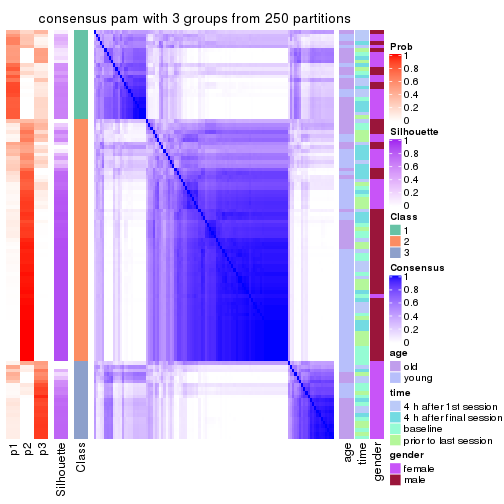 consensus pam with 3 groups from 250 partitions
Prob
1
0.8
0.6
0.4
0.2
0
Silhouette
1
0.8
0.6
0.4
0.2
0
Class
1
2
3
Consensus
1
0.8
0.6
0.4
0.2
0
age
old
young
time
4 h after 1st session
4 h after final session
baseline
prior to last session
gender
female
male
p1
p2
p3
Silhouette
Class
age
time
gender